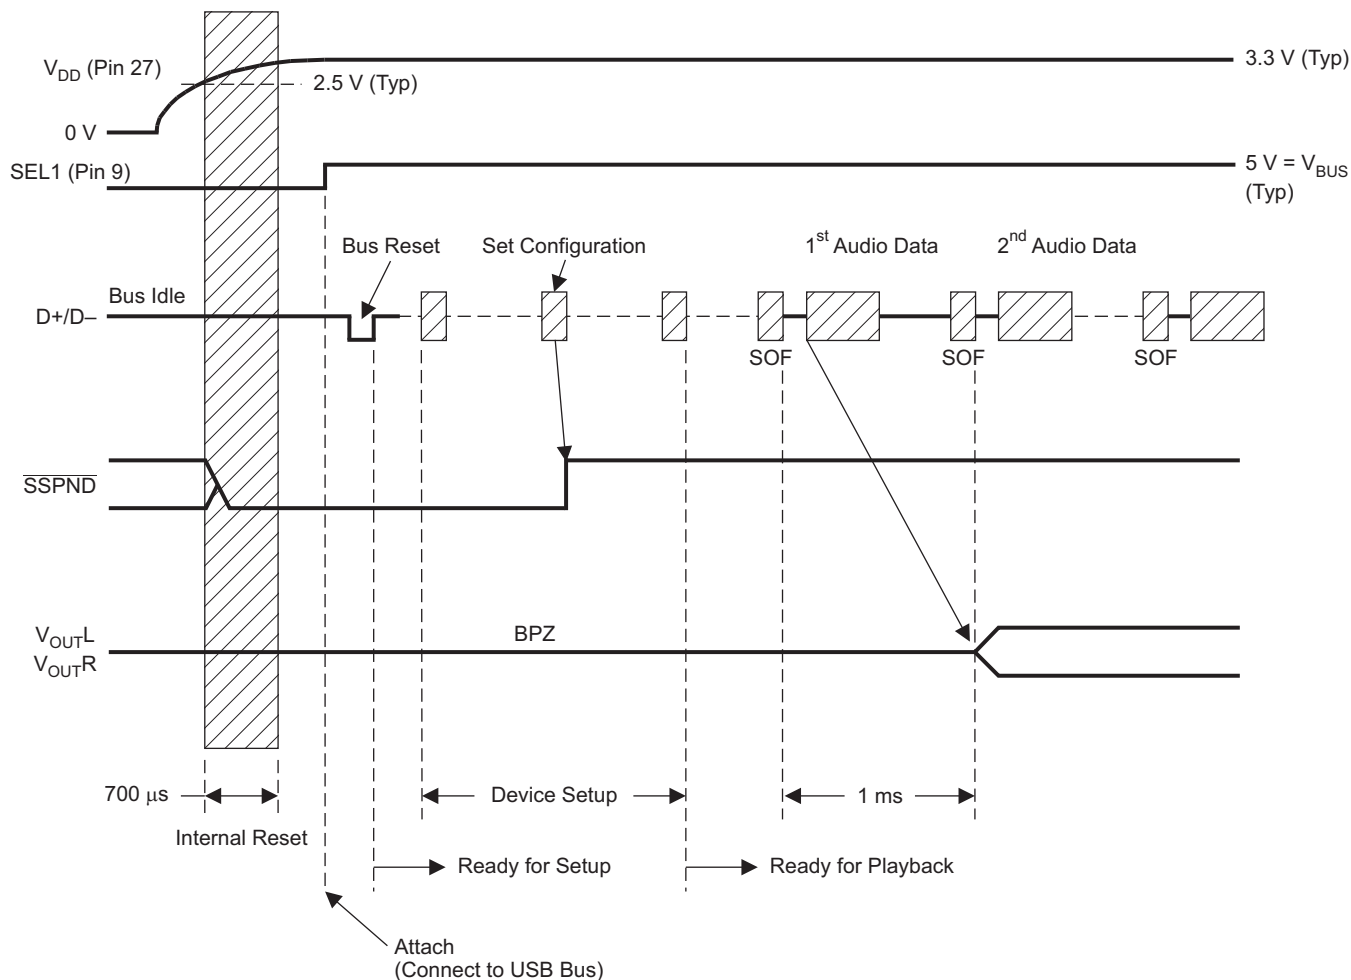 V_DD (Pin 27)
2.5 V (Typ)
3.3 V (Typ)
0 V
SEL1 (Pin 9)
5 V = V_BUS
(Typ)
Bus Reset
Set Configuration
1st Audio Data
2nd Audio Data
Bus Idle
D+/D–
SOF
SOF
SOF
SSPND
BPZ
V_OUTL
V_OUTR
700 μs
Device Setup
1 ms
Internal Reset
Ready for Setup
Ready for Playback
Attach
(Connect to USB Bus)